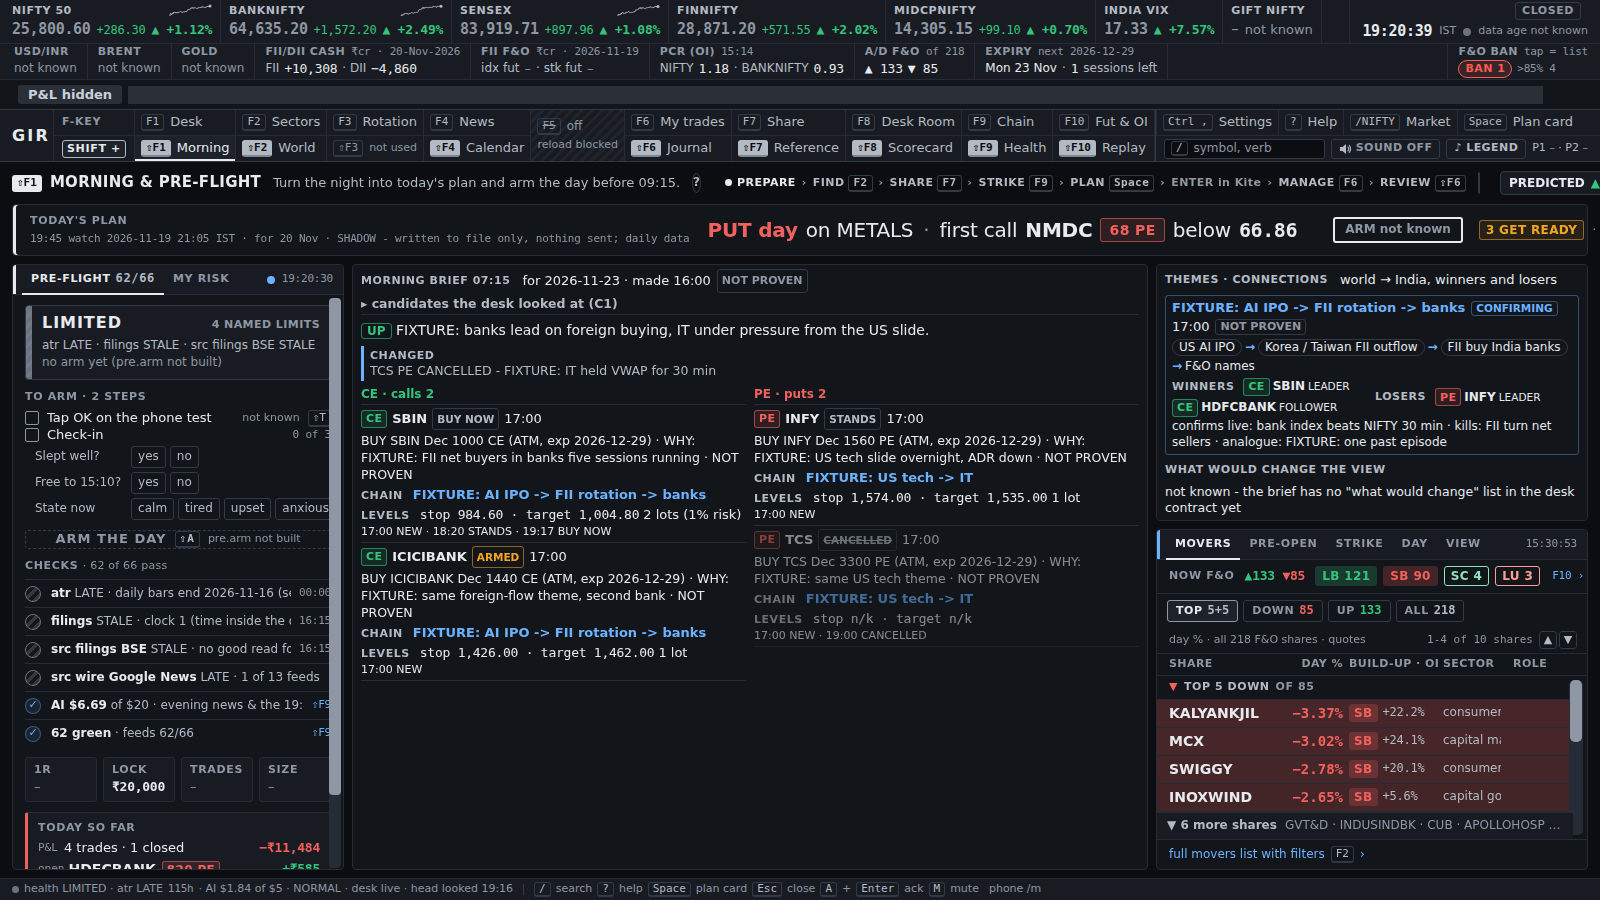 NIFTY 50
25,800.60 +286.30 ▲ +1.12%
BANKNIFTY
64,635.20 +1,572.20 ▲ +2.49%
SENSEX
83,919.71 +897.96 ▲ +1.08%
FINNIFTY
28,871.20 +571.55 ▲ +2.02%
MIDCPNIFTY
14,305.15 +99.10 ▲ +0.70%
INDIA VIX
17.33 ▲ +7.57%
GIFT NIFTY
– not known
CLOSED
19:20:39 IST ● data age not known
USD/INR
not known
BRENT
not known
GOLD
not known
FII/DII CASH ₹cr · 20-Nov-2026
FII +10,308 · DII −4,860
FII F&O ₹cr · 2026-11-19
idx fut – · stk fut –
PCR (OI) 15:14
NIFTY 1.18 · BANKNIFTY 0.93
A/D F&O of 218
▲ 133 ▼ 85
EXPIRY next 2026-12-29
Mon 23 Nov · 1 sessions left
F&O BAN tap = list
BAN 1 >85% 4
P&L hidden
GIR
F-KEY
F1 Desk
F2 Sectors
F3 Rotation
F4 News
F5 off
reload blocked
F6 My trades
F7 Share
F8 Desk Room
F9 Chain
F10 Fut & OI
Ctrl , Settings
? Help
/NIFTY Market
Space Plan card
SHIFT +
⇧F1 Morning
⇧F2 World
⇧F3 not used
⇧F4 Calendar
⇧F6 Journal
⇧F7 Reference
⇧F8 Scorecard
⇧F9 Health
⇧F10 Replay
/ symbol, verb
SOUND OFF
♪ LEGEND
P1 – · P2 –
⇧F1 MORNING & PRE-FLIGHT Turn the night into today's plan and arm the day before 09:15. ?
● PREPARE › FIND F2 › SHARE F7 › STRIKE F9 › PLAN Space › ENTER in Kite › MANAGE F6 › REVIEW ⇧F6
PREDICTED ▲
TODAY'S PLAN
19:45 watch 2026-11-19 21:05 IST · for 20 Nov · SHADOW - written to file only, nothing sent; daily data
PUT day on METALS · first call NMDC 68 PE below 66.86
ARM not known
3 GET READY ·
PRE-FLIGHT 62/66 MY RISK ● 19:20:30
LIMITED 4 NAMED LIMITS
atr LATE · filings STALE · src filings BSE STALE
no arm yet (pre.arm not built)
TO ARM · 2 STEPS
Tap OK on the phone test not known ⇧T
Check-in 0 of 3
Slept well? yes no
Free to 15:10? yes no
State now calm tired upset anxious
ARM THE DAY ⇧A pre.arm not built
CHECKS · 62 of 66 pass
atr LATE · daily bars end 2026-11-16 (se 00:00
filings STALE · clock 1 (time inside the 16:15
src filings BSE STALE · no good read fo 16:15
src wire Google News LATE · 1 of 13 feeds
AI $6.69 of $20 · evening news & the 19: ⇧F9
62 green · feeds 62/66 ⇧F9
1R
–
LOCK
₹20,000
TRADES
–
SIZE
–
TODAY SO FAR
P&L 4 trades · 1 closed −₹11,484
open HDFCBANK 820 PE +₹585
MORNING BRIEF 07:15 for 2026-11-23 · made 16:00 NOT PROVEN
▸ candidates the desk looked at (C1)
UP FIXTURE: banks lead on foreign buying, IT under pressure from the US slide.
CHANGED
TCS PE CANCELLED - FIXTURE: IT held VWAP for 30 min
CE · calls 2
CE SBIN BUY NOW 17:00
BUY SBIN Dec 1000 CE (ATM, exp 2026-12-29) · WHY:
FIXTURE: FII net buyers in banks five sessions running · NOT
PROVEN
CHAIN FIXTURE: AI IPO -> FII rotation -> banks
LEVELS stop 984.60 · target 1,004.80 2 lots (1% risk)
17:00 NEW · 18:20 STANDS · 19:17 BUY NOW
CE ICICIBANK ARMED 17:00
BUY ICICIBANK Dec 1440 CE (ATM, exp 2026-12-29) · WHY:
FIXTURE: same foreign-flow theme, second bank · NOT
PROVEN
CHAIN FIXTURE: AI IPO -> FII rotation -> banks
LEVELS stop 1,426.00 · target 1,462.00 1 lot
17:00 NEW
PE · puts 2
PE INFY STANDS 17:00
BUY INFY Dec 1560 PE (ATM, exp 2026-12-29) · WHY:
FIXTURE: US tech slide overnight, ADR down · NOT PROVEN
CHAIN FIXTURE: US tech -> IT
LEVELS stop 1,574.00 · target 1,535.00 1 lot
17:00 NEW
PE TCS CANCELLED 17:00
BUY TCS Dec 3300 PE (ATM, exp 2026-12-29) · WHY:
FIXTURE: same US tech theme · NOT PROVEN
CHAIN FIXTURE: US tech -> IT
LEVELS stop n/k · target n/k
17:00 NEW · 19:00 CANCELLED
THEMES · CONNECTIONS world → India, winners and losers
FIXTURE: AI IPO -> FII rotation -> banks CONFIRMING
17:00 NOT PROVEN
US AI IPO → Korea / Taiwan FII outflow → FII buy India banks
→ F&O names
WINNERS CE SBIN LEADER
CE HDFCBANK FOLLOWER
LOSERS PE INFY LEADER
confirms live: bank index beats NIFTY 30 min · kills: FII turn net
sellers · analogue: FIXTURE: one past episode
WHAT WOULD CHANGE THE VIEW
not known - the brief has no "what would change" list in the desk
contract yet
MOVERS PRE-OPEN STRIKE DAY VIEW 15:30:53
NOW F&O ▲133 ▼85 LB 121 SB 90 SC 4 LU 3 F10 ›
TOP 5+5 DOWN 85 UP 133 ALL 218
day % · all 218 F&O shares · quotes 1-4 of 10 shares ▲ ▼
SHARE DAY % BUILD-UP · OI SECTOR ROLE
▼ TOP 5 DOWN OF 85
KALYANKJIL −3.37% SB +22.2% consumer
MCX −3.02% SB +24.1% capital ma
SWIGGY −2.78% SB +20.1% consumer
INOXWIND −2.65% SB +5.6% capital go
▼ 6 more shares GVT&D · INDUSINDBK · CUB · APOLLOHOSP ...
full movers list with filters F2 ›
● health LIMITED · atr LATE 115h · AI $1.84 of $5 · NORMAL · desk live · head looked 19:16 | / search ? help Space plan card Esc close A + Enter ack M mute phone /m